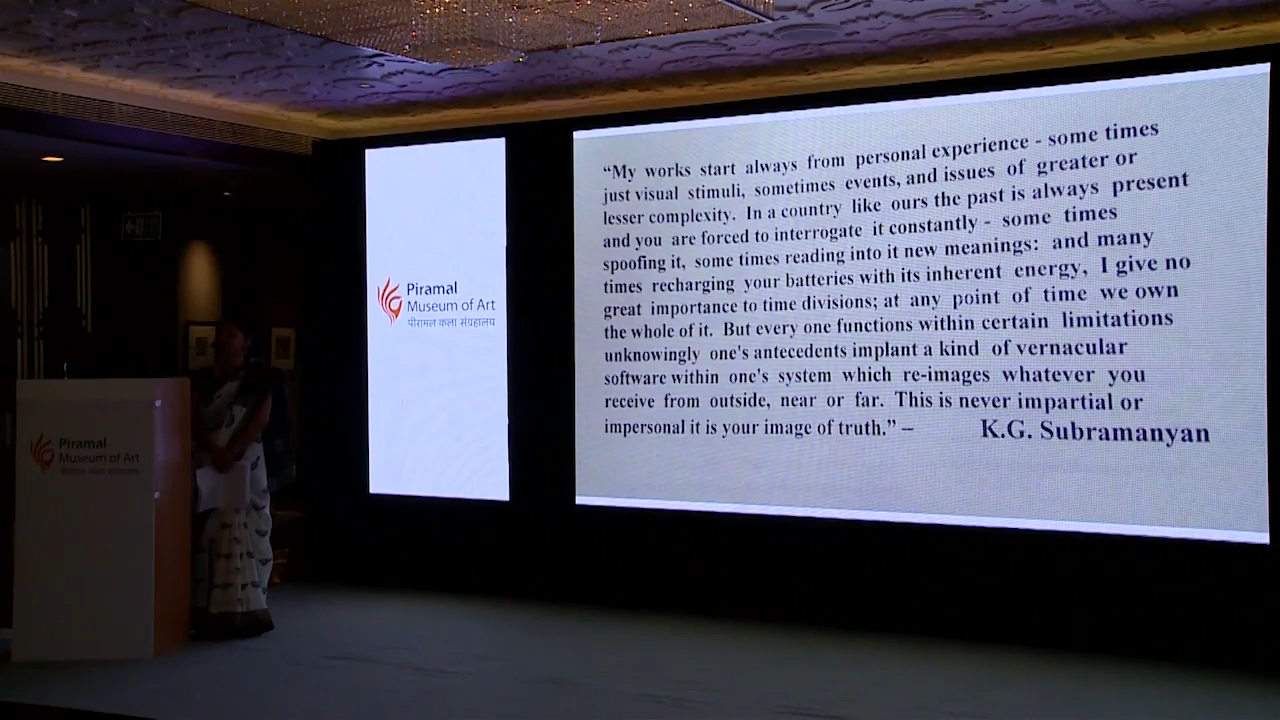 Piramal
Museum of Art
पीरामल कला संग्रहालय
Piramal
Museum of Art
“My works start always from personal experience - some times
just visual stimuli, sometimes events, and issues of greater or
lesser complexity. In a country like ours the past is always present
and you are forced to interrogate it constantly - some times
spoofing it, some times reading into it new meanings: and many
times recharging your batteries with its inherent energy, I give no
great importance to time divisions; at any point of time we own
the whole of it. But every one functions within certain limitations
unknowingly one's antecedents implant a kind of vernacular
software within one's system which re-images whatever you
receive from outside, near or far. This is never impartial or
impersonal it is your image of truth.” – K.G. Subramanyan